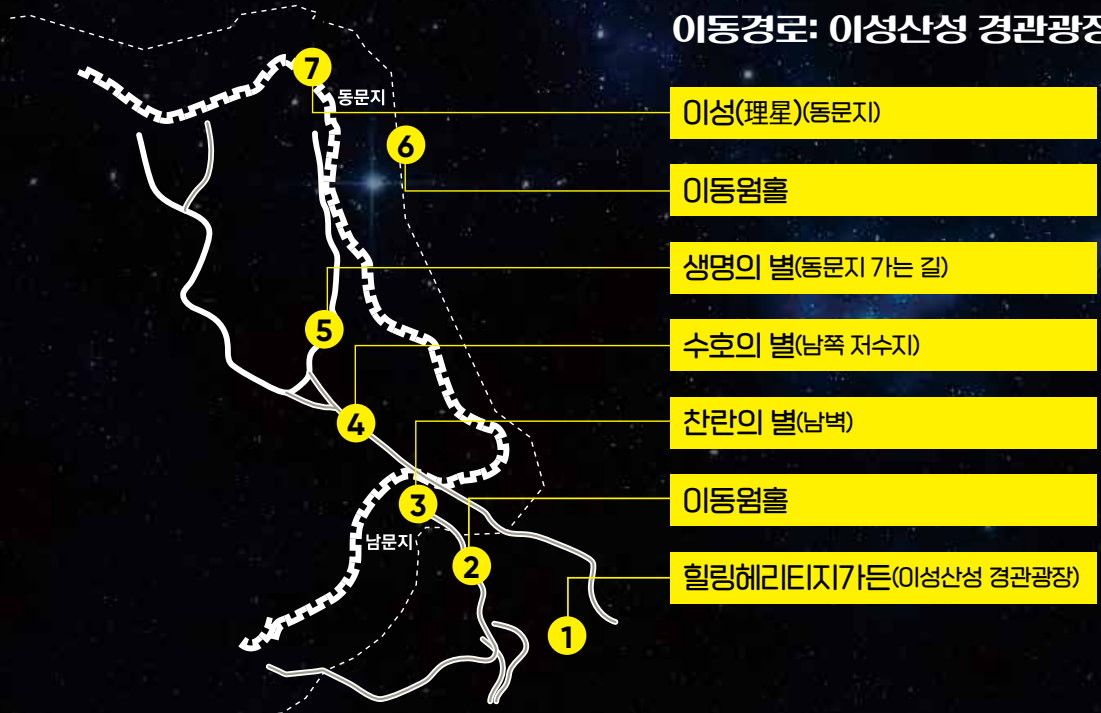 이동경로: 이성산성 경관광장
7
동문지
이성(理星)(동문지)
6
이동웜홀
생명의 별(동문지 가는 길)
5
수호의 별(남쪽 저수지)
4
찬란의 별(남벽)
3
이동웜홀
남문지
2
힐링헤리티지가든(이성산성 경관광장)
1